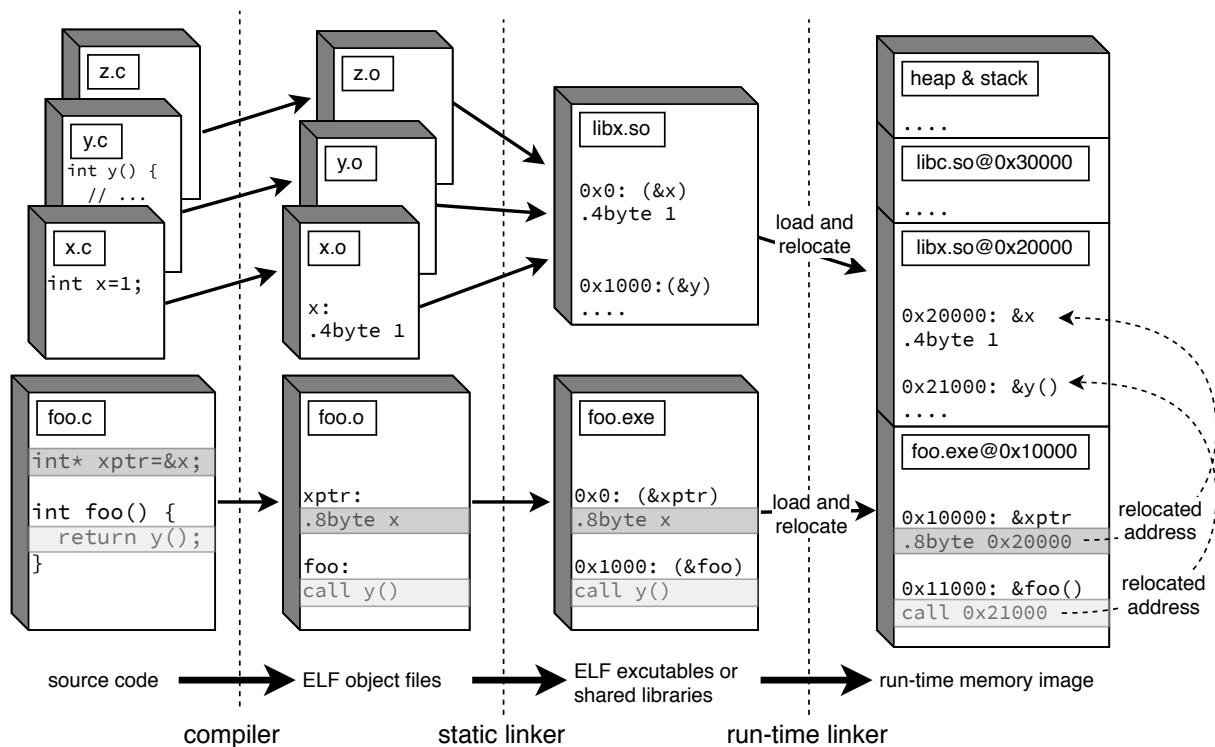 z.c
y.c
int y() {
// ...
x.c
int x=1;
z.o
y.o
x.o
x:
.4byte 1
libx.so
0x0: (&x)
.4byte 1
0x1000:(&y)
....
load and
relocate
heap & stack
....
libc.so@0x30000
....
libx.so@0x20000
0x20000: &x
.4byte 1
0x21000: &y()
....
foo.c
int* xptr=&x;
int foo() {
return y();
}
foo.o
xptr:
.8byte x
foo:
call y()
foo.exe
0x0: (&xptr)
.8byte x
0x1000: (&foo)
call y()
load and
relocate
foo.exe@0x10000
0x10000: &xptr
.8byte 0x20000
0x11000: &foo()
call 0x21000
relocated
address
relocated
address
source code
ELF object files
ELF excutables or
shared libraries
run-time memory image
compiler
static linker
run-time linker